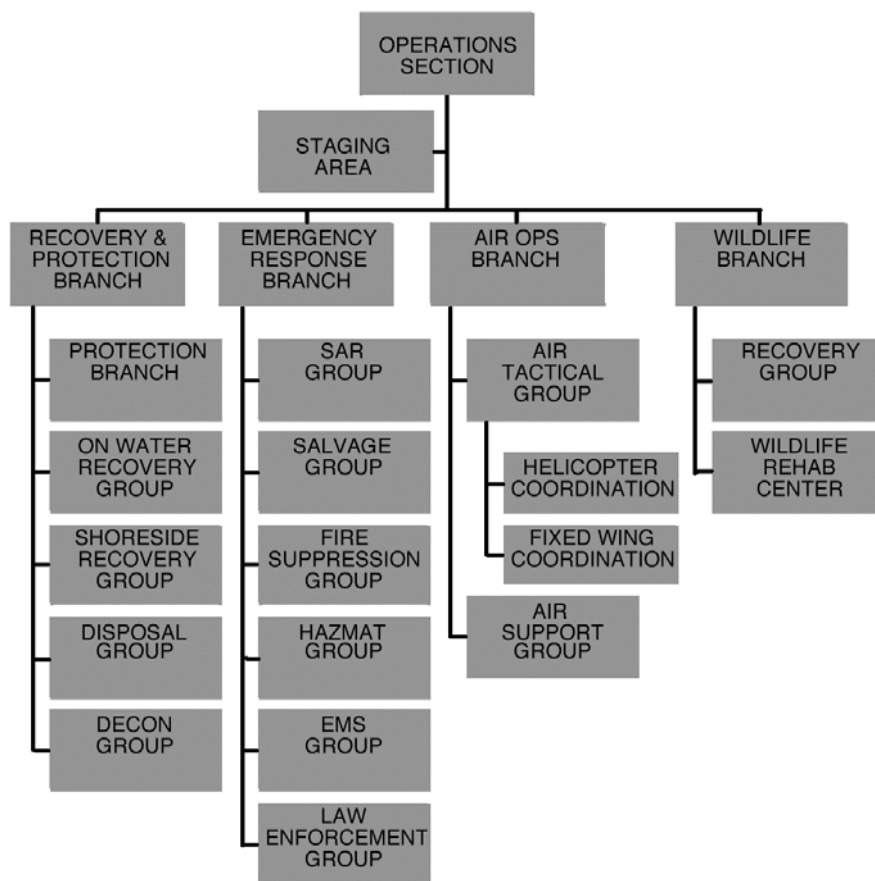 OPERATIONS
SECTION
STAGING
AREA
RECOVERY &
PROTECTION
BRANCH
EMERGENCY
RESPONSE
BRANCH
AIR OPS
BRANCH
WILDLIFE
BRANCH
PROTECTION
BRANCH
ON WATER
RECOVERY
GROUP
SHORESIDE
RECOVERY
GROUP
DISPOSAL
GROUP
DECON
GROUP
SAR
GROUP
SALVAGE
GROUP
FIRE
SUPPRESSION
GROUP
HAZMAT
GROUP
EMS
GROUP
LAW
ENFORCEMENT
GROUP
AIR
TACTICAL
GROUP
HELICOPTER
COORDINATION
FIXED WING
COORDINATION
AIR
SUPPORT
GROUP
RECOVERY
GROUP
WILDLIFE
REHAB
CENTER